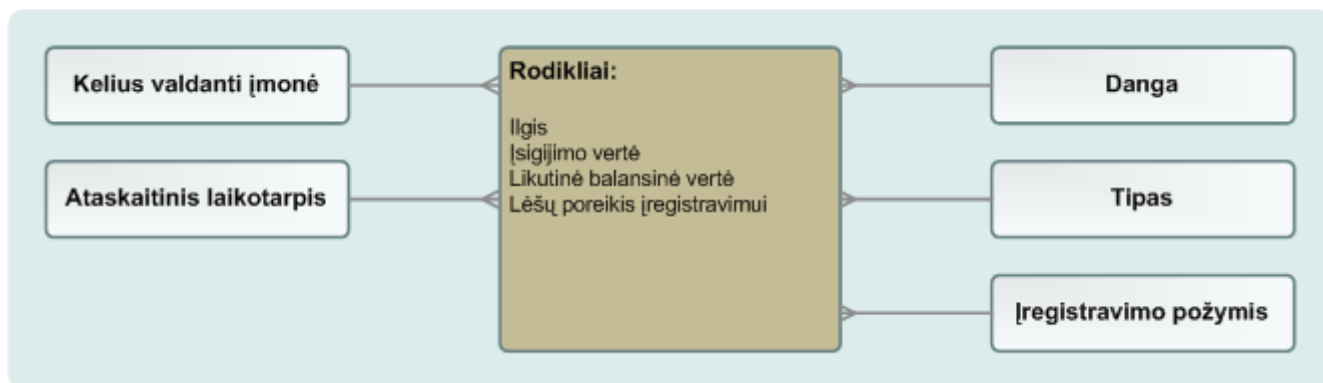 Kelius valdanti įmonė
Ataskaitinis laikotarpis
Rodikliai:
Ilgis
Įsigijimo vertė
Likutinė balansinė vertė
Lėšų poreikis įregistravimui
Danga
Tipas
Įregistravimo požymis